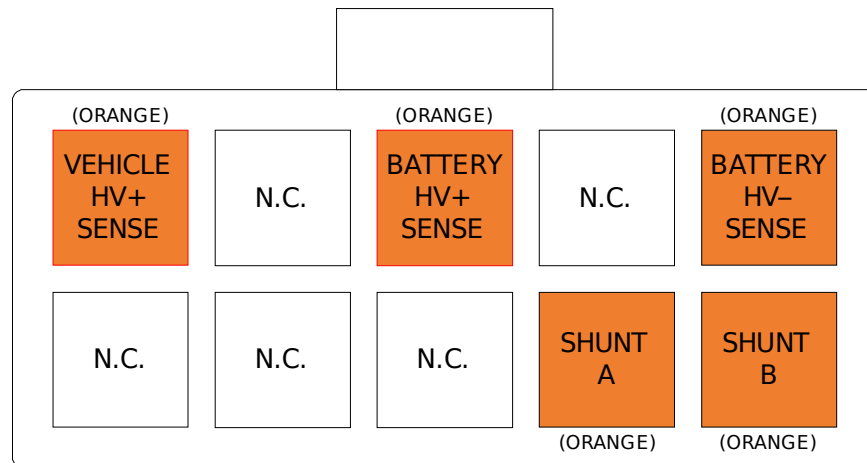 (ORANGE) (ORANGE) (ORANGE)
VEHICLE
HV+
SENSE
N.C.
BATTERY
HV+
SENSE
N.C.
BATTERY
HV–
SENSE
N.C.
N.C.
N.C.
SHUNT
A
SHUNT
B
(ORANGE) (ORANGE)